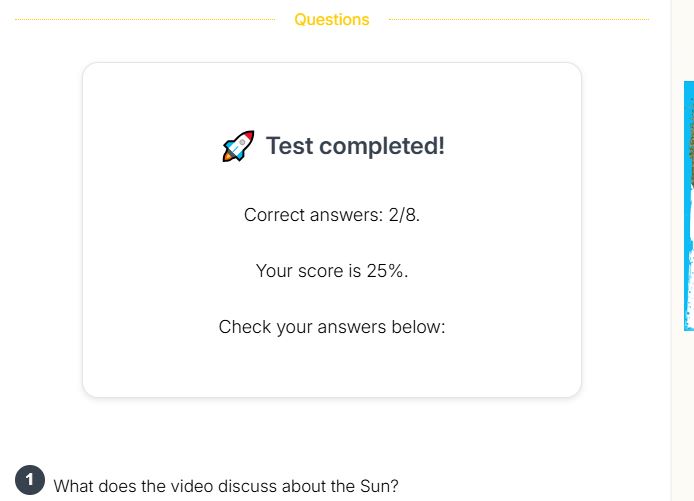 Questions
Test completed!
Correct answers: 2/8.
Your score is 25%.
Check your answers below:
1 What does the video discuss about the Sun?